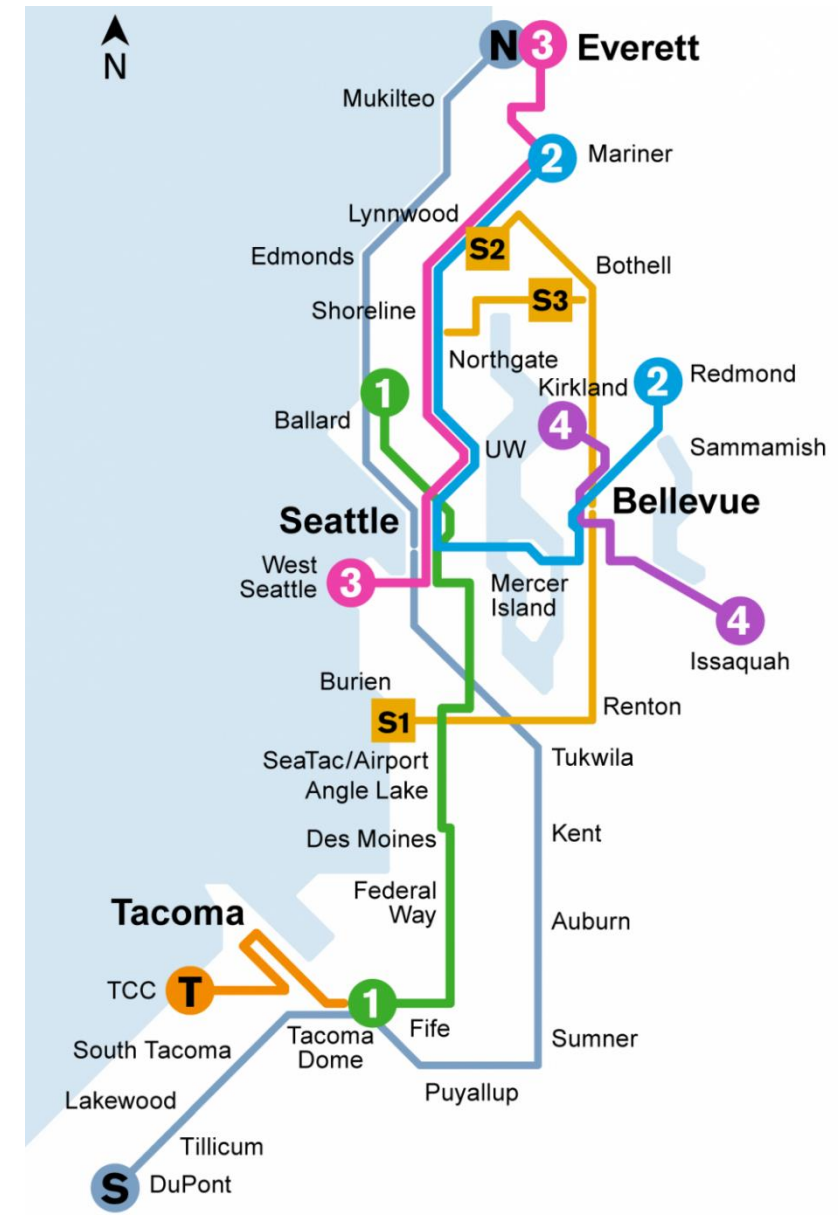 N
3
Everett
N
Mukilteo
2
Mariner
Lynnwood
S2
Edmonds
Bothell
S3
Shoreline
Northgate
Kirkland
2
Redmond
1
Ballard
4
UW
Sammamish
Bellevue
Seattle
West
Seattle
3
Mercer
Island
4
Issaquah
Burien
S1
Renton
SeaTac/Airport
Tukwila
Angle Lake
Des Moines
Kent
Federal
Way
Tacoma
Auburn
TCC
T
1
Fife
Tacoma
Dome
South Tacoma
Sumner
Puyallup
Lakewood
Tillicum
S
DuPont